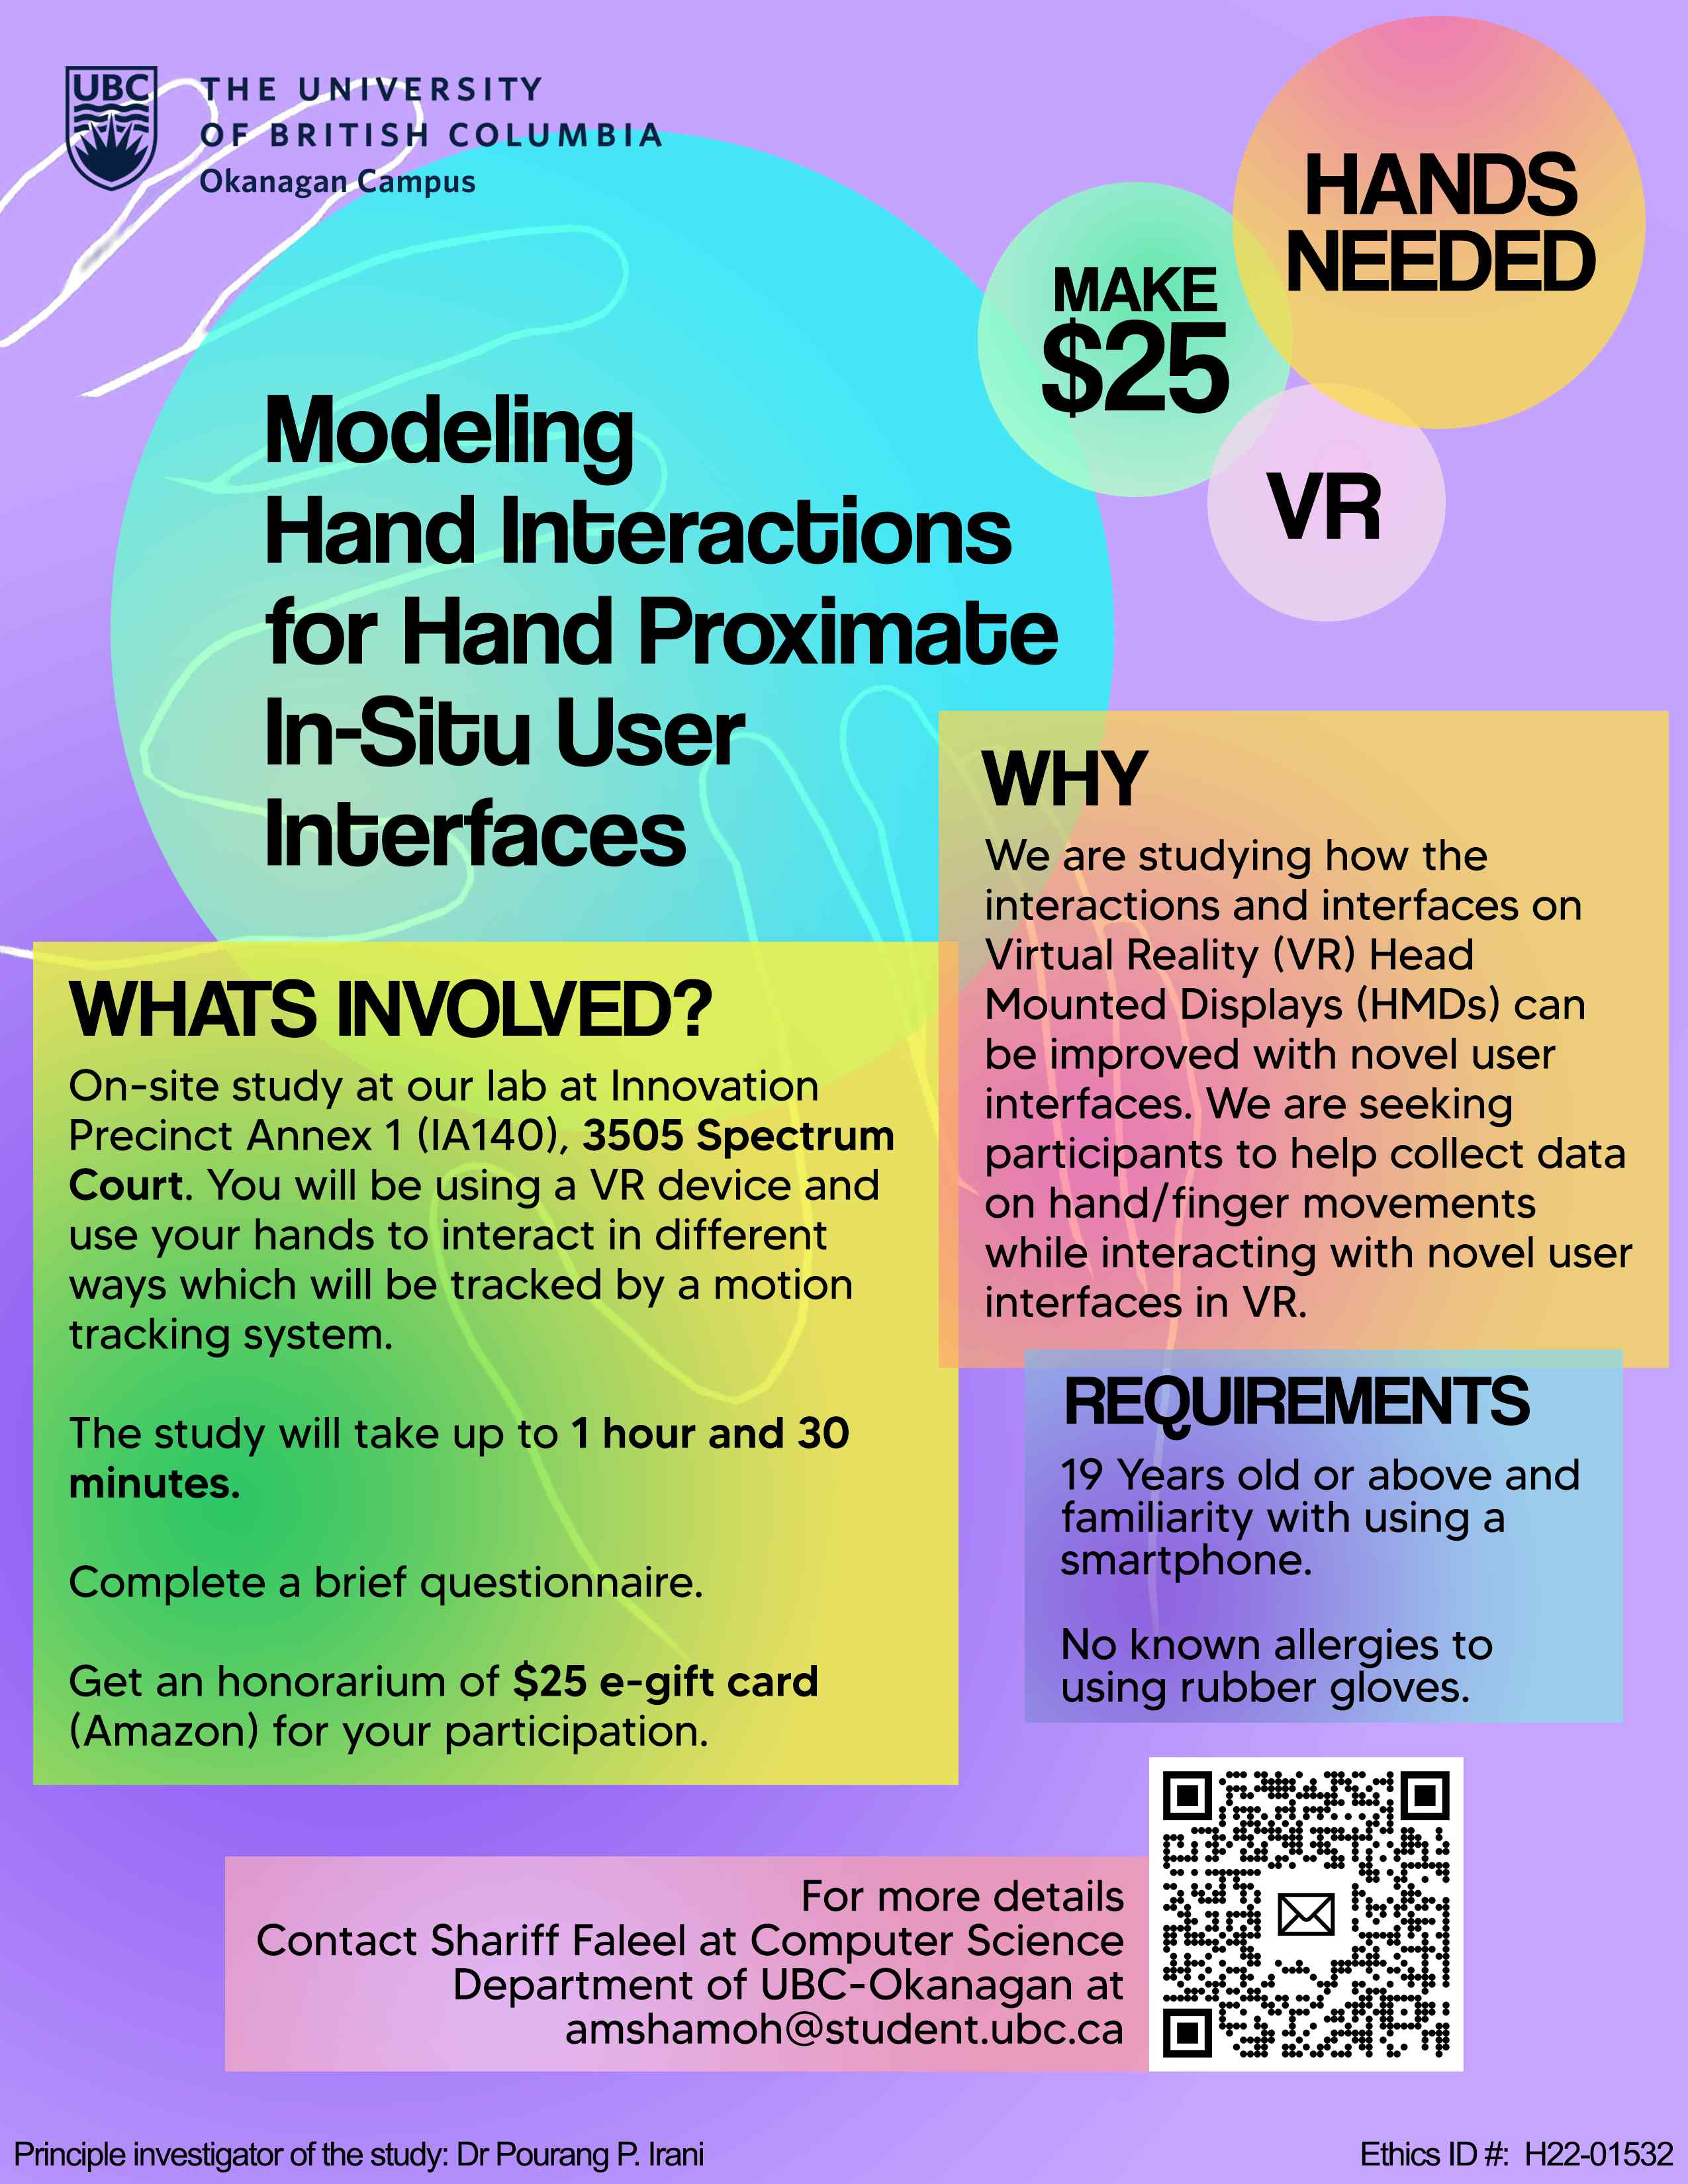 UBC
THE UNIVERSITY
OF BRITISH COLUMBIA
Okanagan Campus
HANDS
NEEDED
MAKE
$25
VR
Modeling
Hand Interactions
for Hand Proximate
In-Situ User
Interfaces
WHY
We are studying how the
interactions and interfaces on
Virtual Reality (VR) Head
Mounted Displays (HMDs) can
be improved with novel user
interfaces. We are seeking
participants to help collect data
on hand/finger movements
while interacting with novel user
interfaces in VR.
WHATS INVOLVED?
On-site study at our lab at Innovation
Precinct Annex 1 (IA140), 3505 Spectrum
Court. You will be using a VR device and
use your hands to interact in different
ways which will be tracked by a motion
tracking system.
The study will take up to 1 hour and 30
minutes.
Complete a brief questionnaire.
Get an honorarium of $25 e-gift card
(Amazon) for your participation.
REQUIREMENTS
19 Years old or above and
familiarity with using a
smartphone.
No known allergies to
using rubber gloves.
For more details
Contact Shariff Faleel at Computer Science
Department of UBC-Okanagan at
amshamoh@student.ubc.ca
Principle investigator of the study: Dr Pourang P. Irani
Ethics ID #: H22-01532